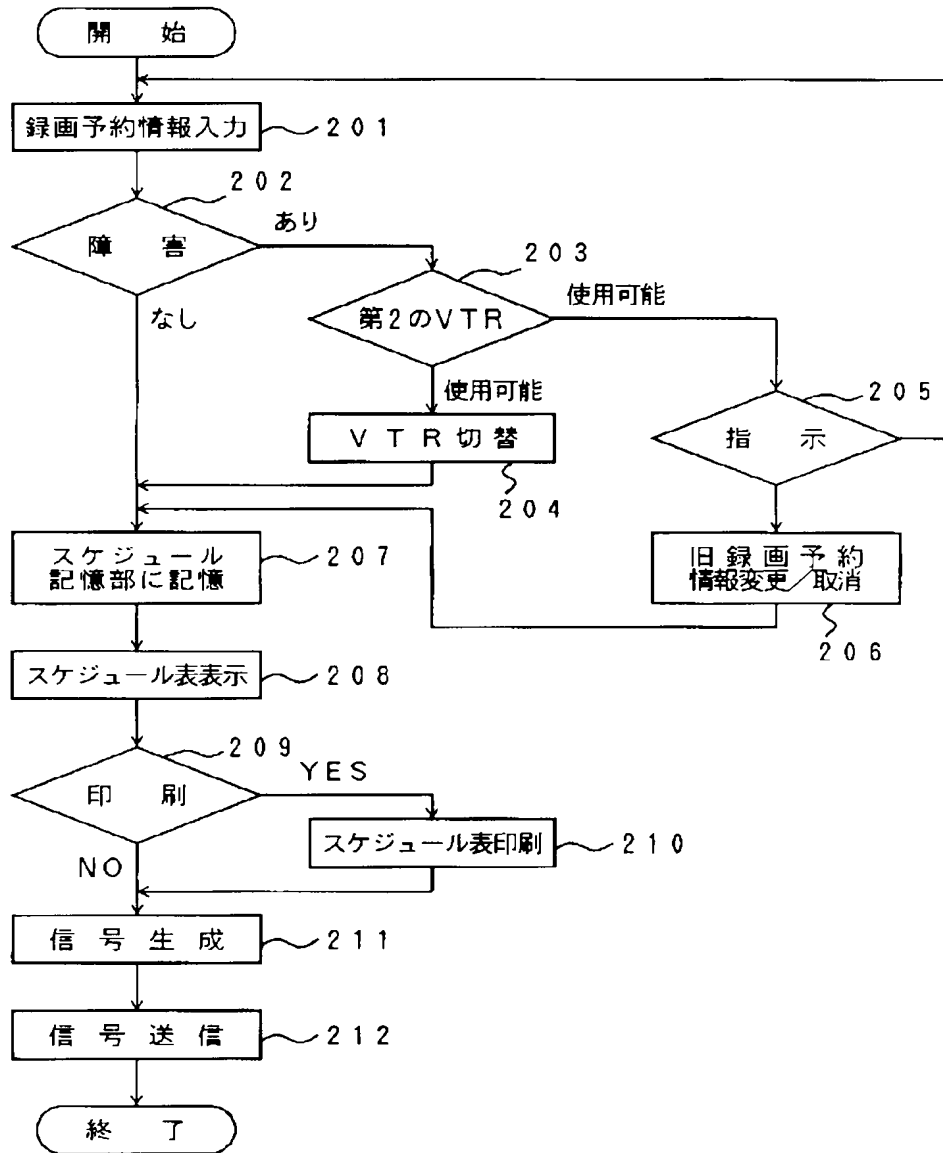 開始
録画予約情報入力
201
202
障害
あり
なし
203
第2のVTR
使用可能
使用可能
VTR切替
204
205
指示
旧録画予約
情報変更/取消
206
スケジュール
記憶部に記憶
207
スケジュール表表示
208
209
印刷
YES
NO
スケジュール表印刷
210
信号生成
211
信号送信
212
終了